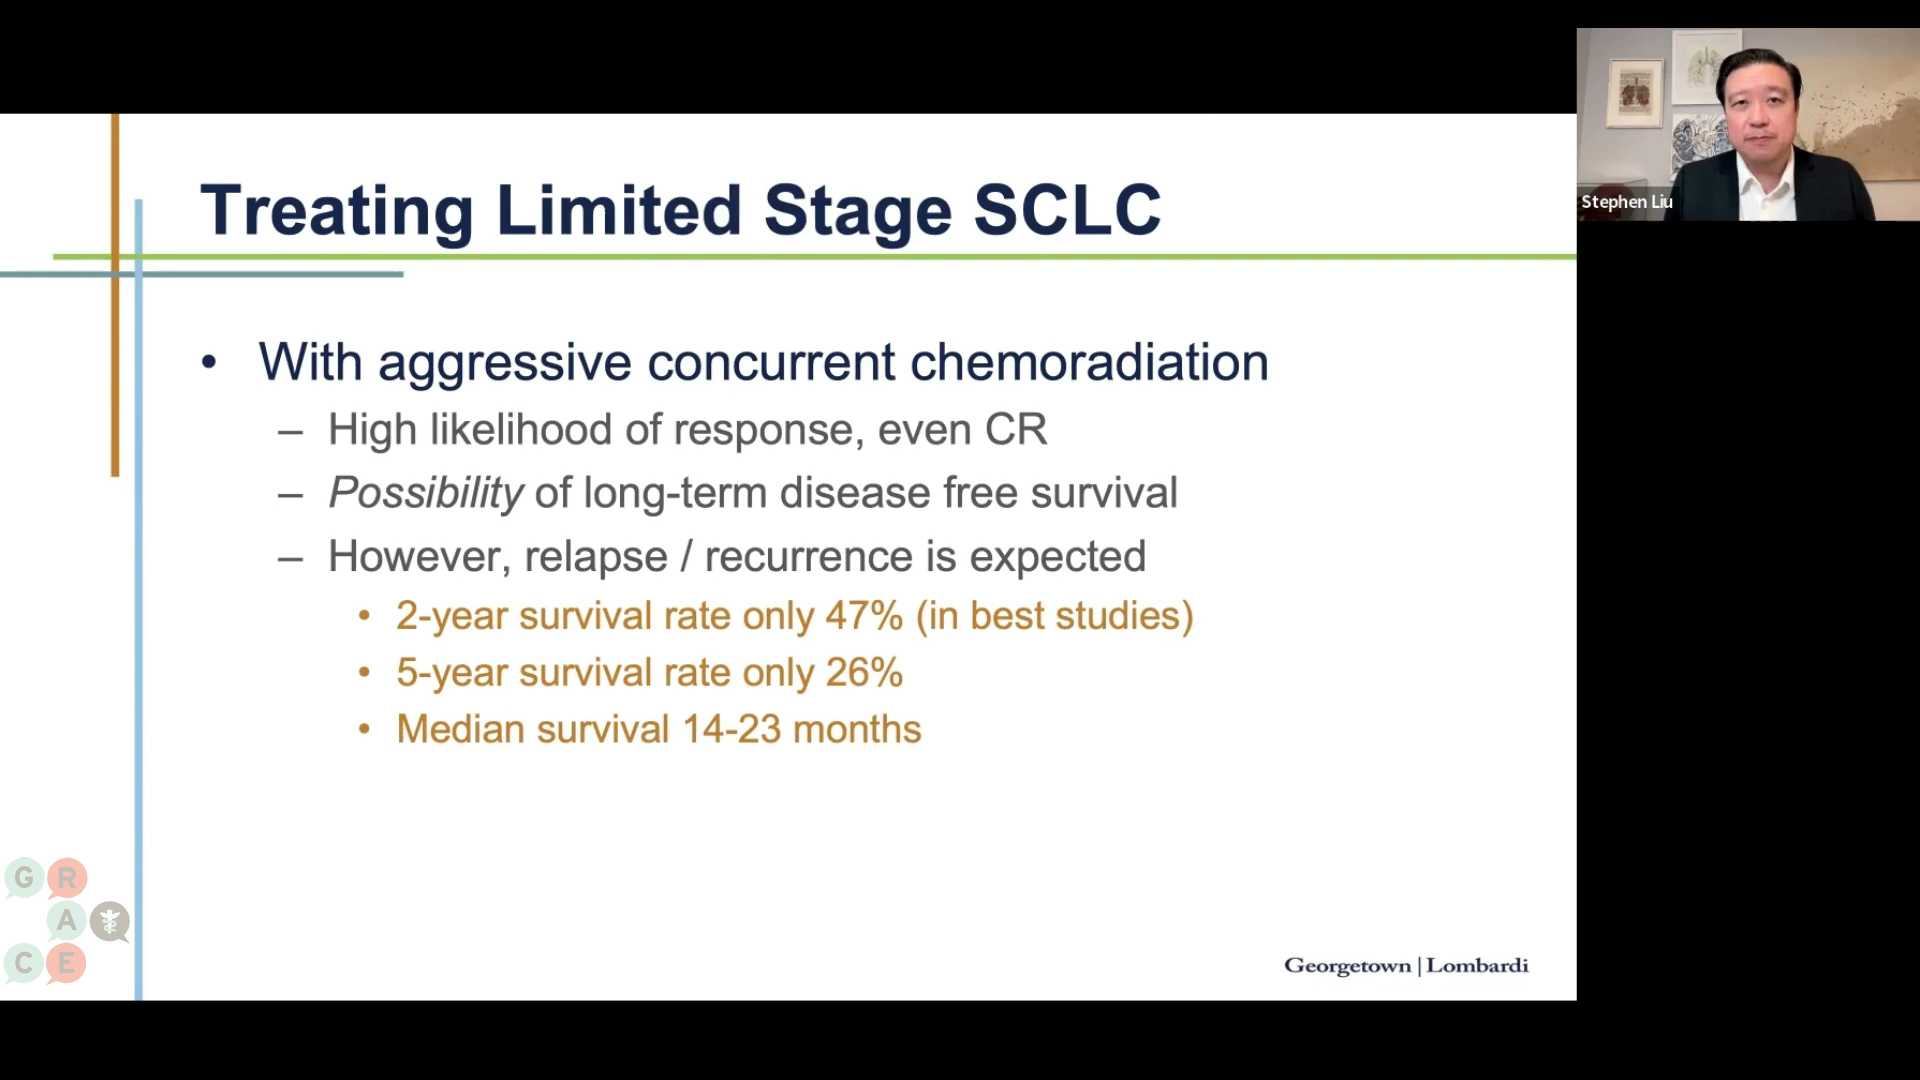 Treating Limited Stage SCLC
Stephen Liu
• With aggressive concurrent chemoradiation
– High likelihood of response, even CR
– Possibility of long-term disease free survival
– However, relapse / recurrence is expected
• 2-year survival rate only 47% (in best studies)
• 5-year survival rate only 26%
• Median survival 14-23 months
G R
A
C E
Georgetown | Lombardi